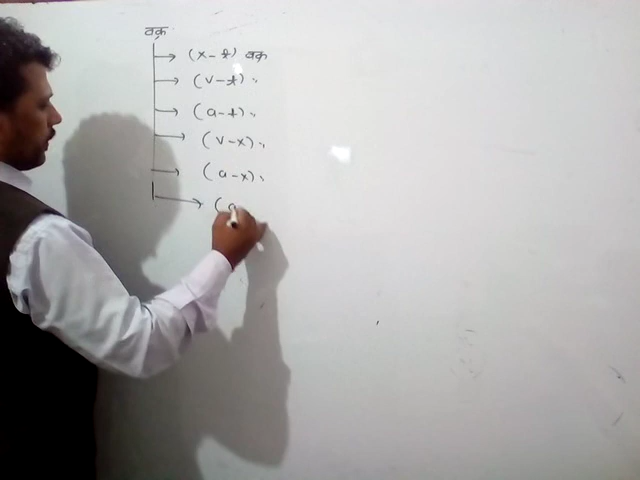 वक्र
(x-t) वक्र
(v-t) "
(a-t) "
(v-x) "
(a-x) "
(a